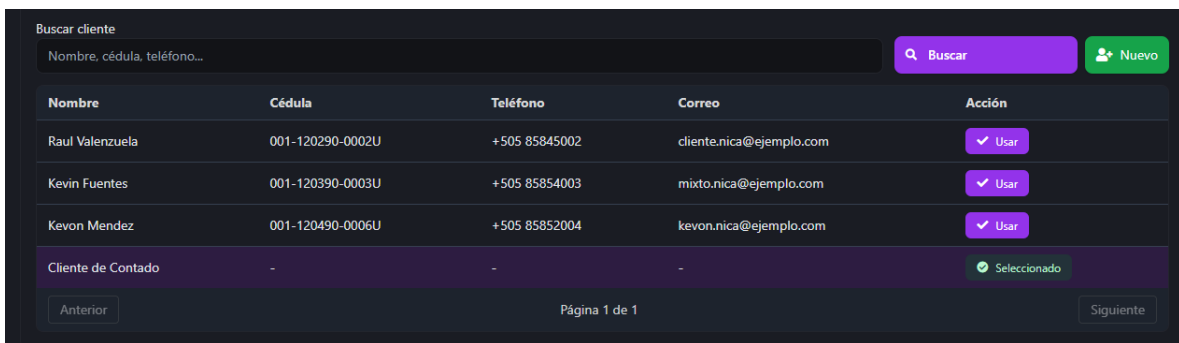 Buscar cliente
Nombre, cédula, teléfono... Buscar Nuevo
Nombre Cédula Teléfono Correo Acción
Raul Valenzuela 001-120290-0002U +505 85845002 cliente.nica@ejemplo.com Usar
Kevin Fuentes 001-120390-0003U +505 85854003 mixto.nica@ejemplo.com Usar
Kevon Mendez 001-120490-0006U +505 85852004 kevon.nica@ejemplo.com Usar
Cliente de Contado - - - Seleccionado
Anterior Página 1 de 1 Siguiente